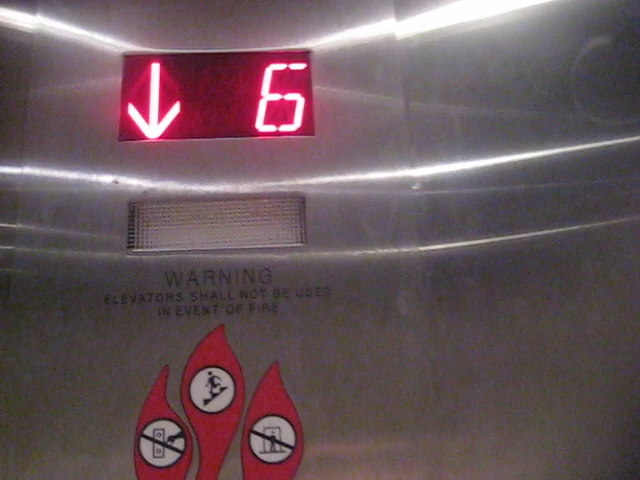 ↓ 6
WARNING
ELEVATORS SHALL NOT BE USED
IN EVENT OF FIRE